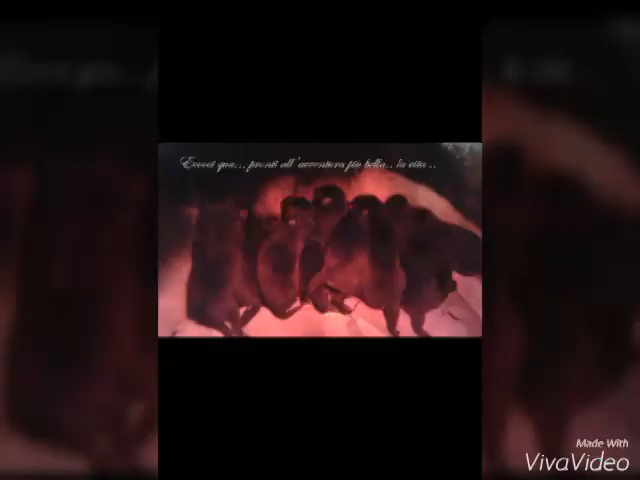 Eccoci qua... pronti all'avventura più bella.. la vita ..
Made With
VivaVideo